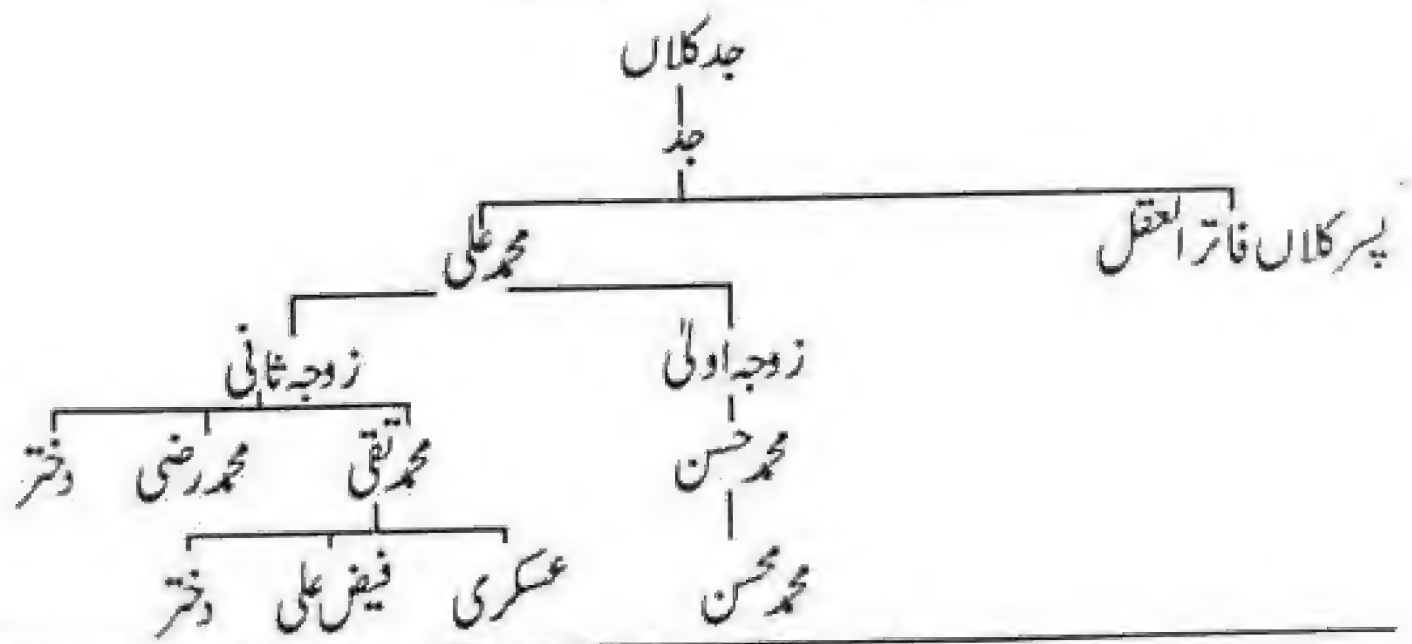 جد کلاں
جد
پسر کلاں فاتر العقل
محمد علی
زوجہ اولیٰ
زوجہ ثانی
محمد حسن
محمد تقی
محمد رضی
دختر
محمد محسن
عسکری
فیض علی
دختر